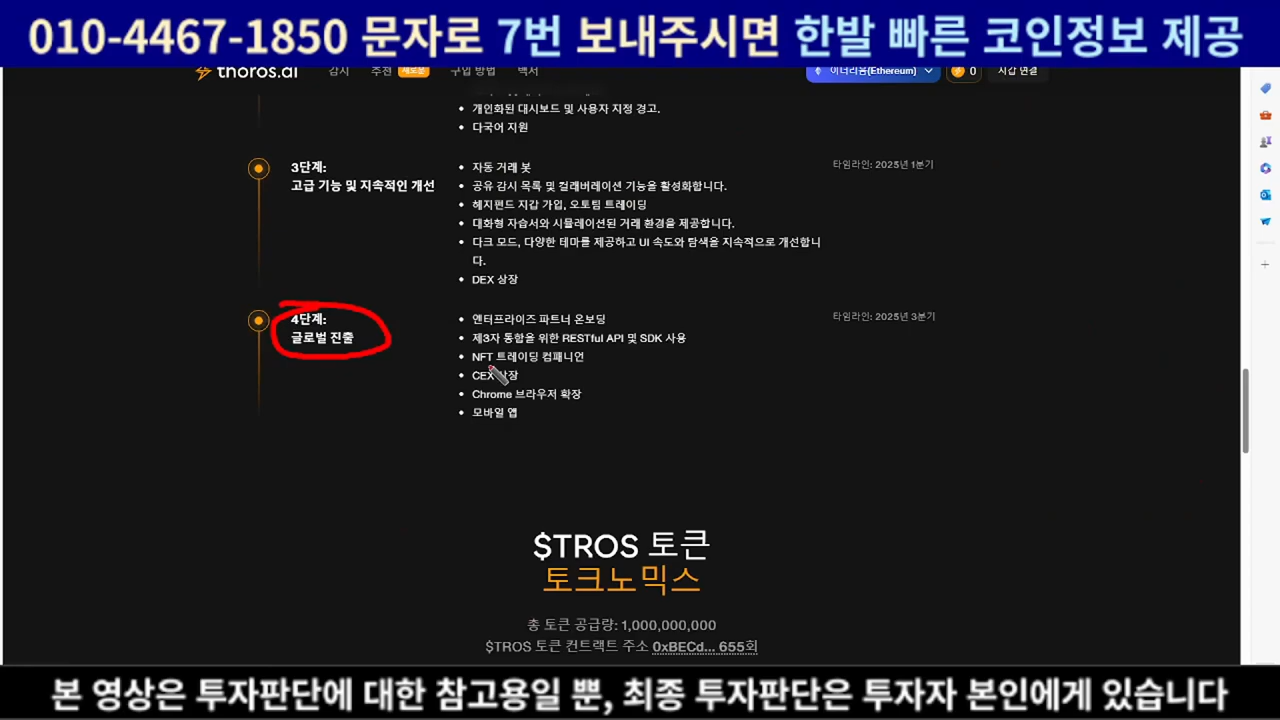 010-4467-1850 문자로 7번 보내주시면 한발 빠른 코인정보 제공
thoros.ai 감시 추천 새로운 구입 방법 백서 이더리움(Ethereum) 0 지갑 연결
개인화된 대시보드 및 사용자 지정 경고.
다국어 지원
3단계:
고급 기능 및 지속적인 개선
자동 거래 봇
공유 감시 목록 및 컬래버레이션 기능을 활성화합니다.
헤지펀드 지갑 가입, 오토팀 트레이딩
대화형 자습서와 시뮬레이션된 거래 환경을 제공합니다.
다크 모드, 다양한 테마를 제공하고 UI 속도와 탐색을 지속적으로 개선합니
다.
DEX 상장
타임라인: 2025년 1분기
4단계:
글로벌 진출
앤터프라이즈 파트너 온보딩
제3자 통합을 위한 RESTful API 및 SDK 사용
NFT 트레이딩 컴패니언
CEX 상장
Chrome 브라우저 확장
모바일 앱
타임라인: 2025년 3분기
$TROS 토큰
토크노믹스
총 토큰 공급량: 1,000,000,000
$TROS 토큰 컨트랙트 주소 0xBECd... 655회
본 영상은 투자판단에 대한 참고용일 뿐, 최종 투자판단은 투자자 본인에게 있습니다